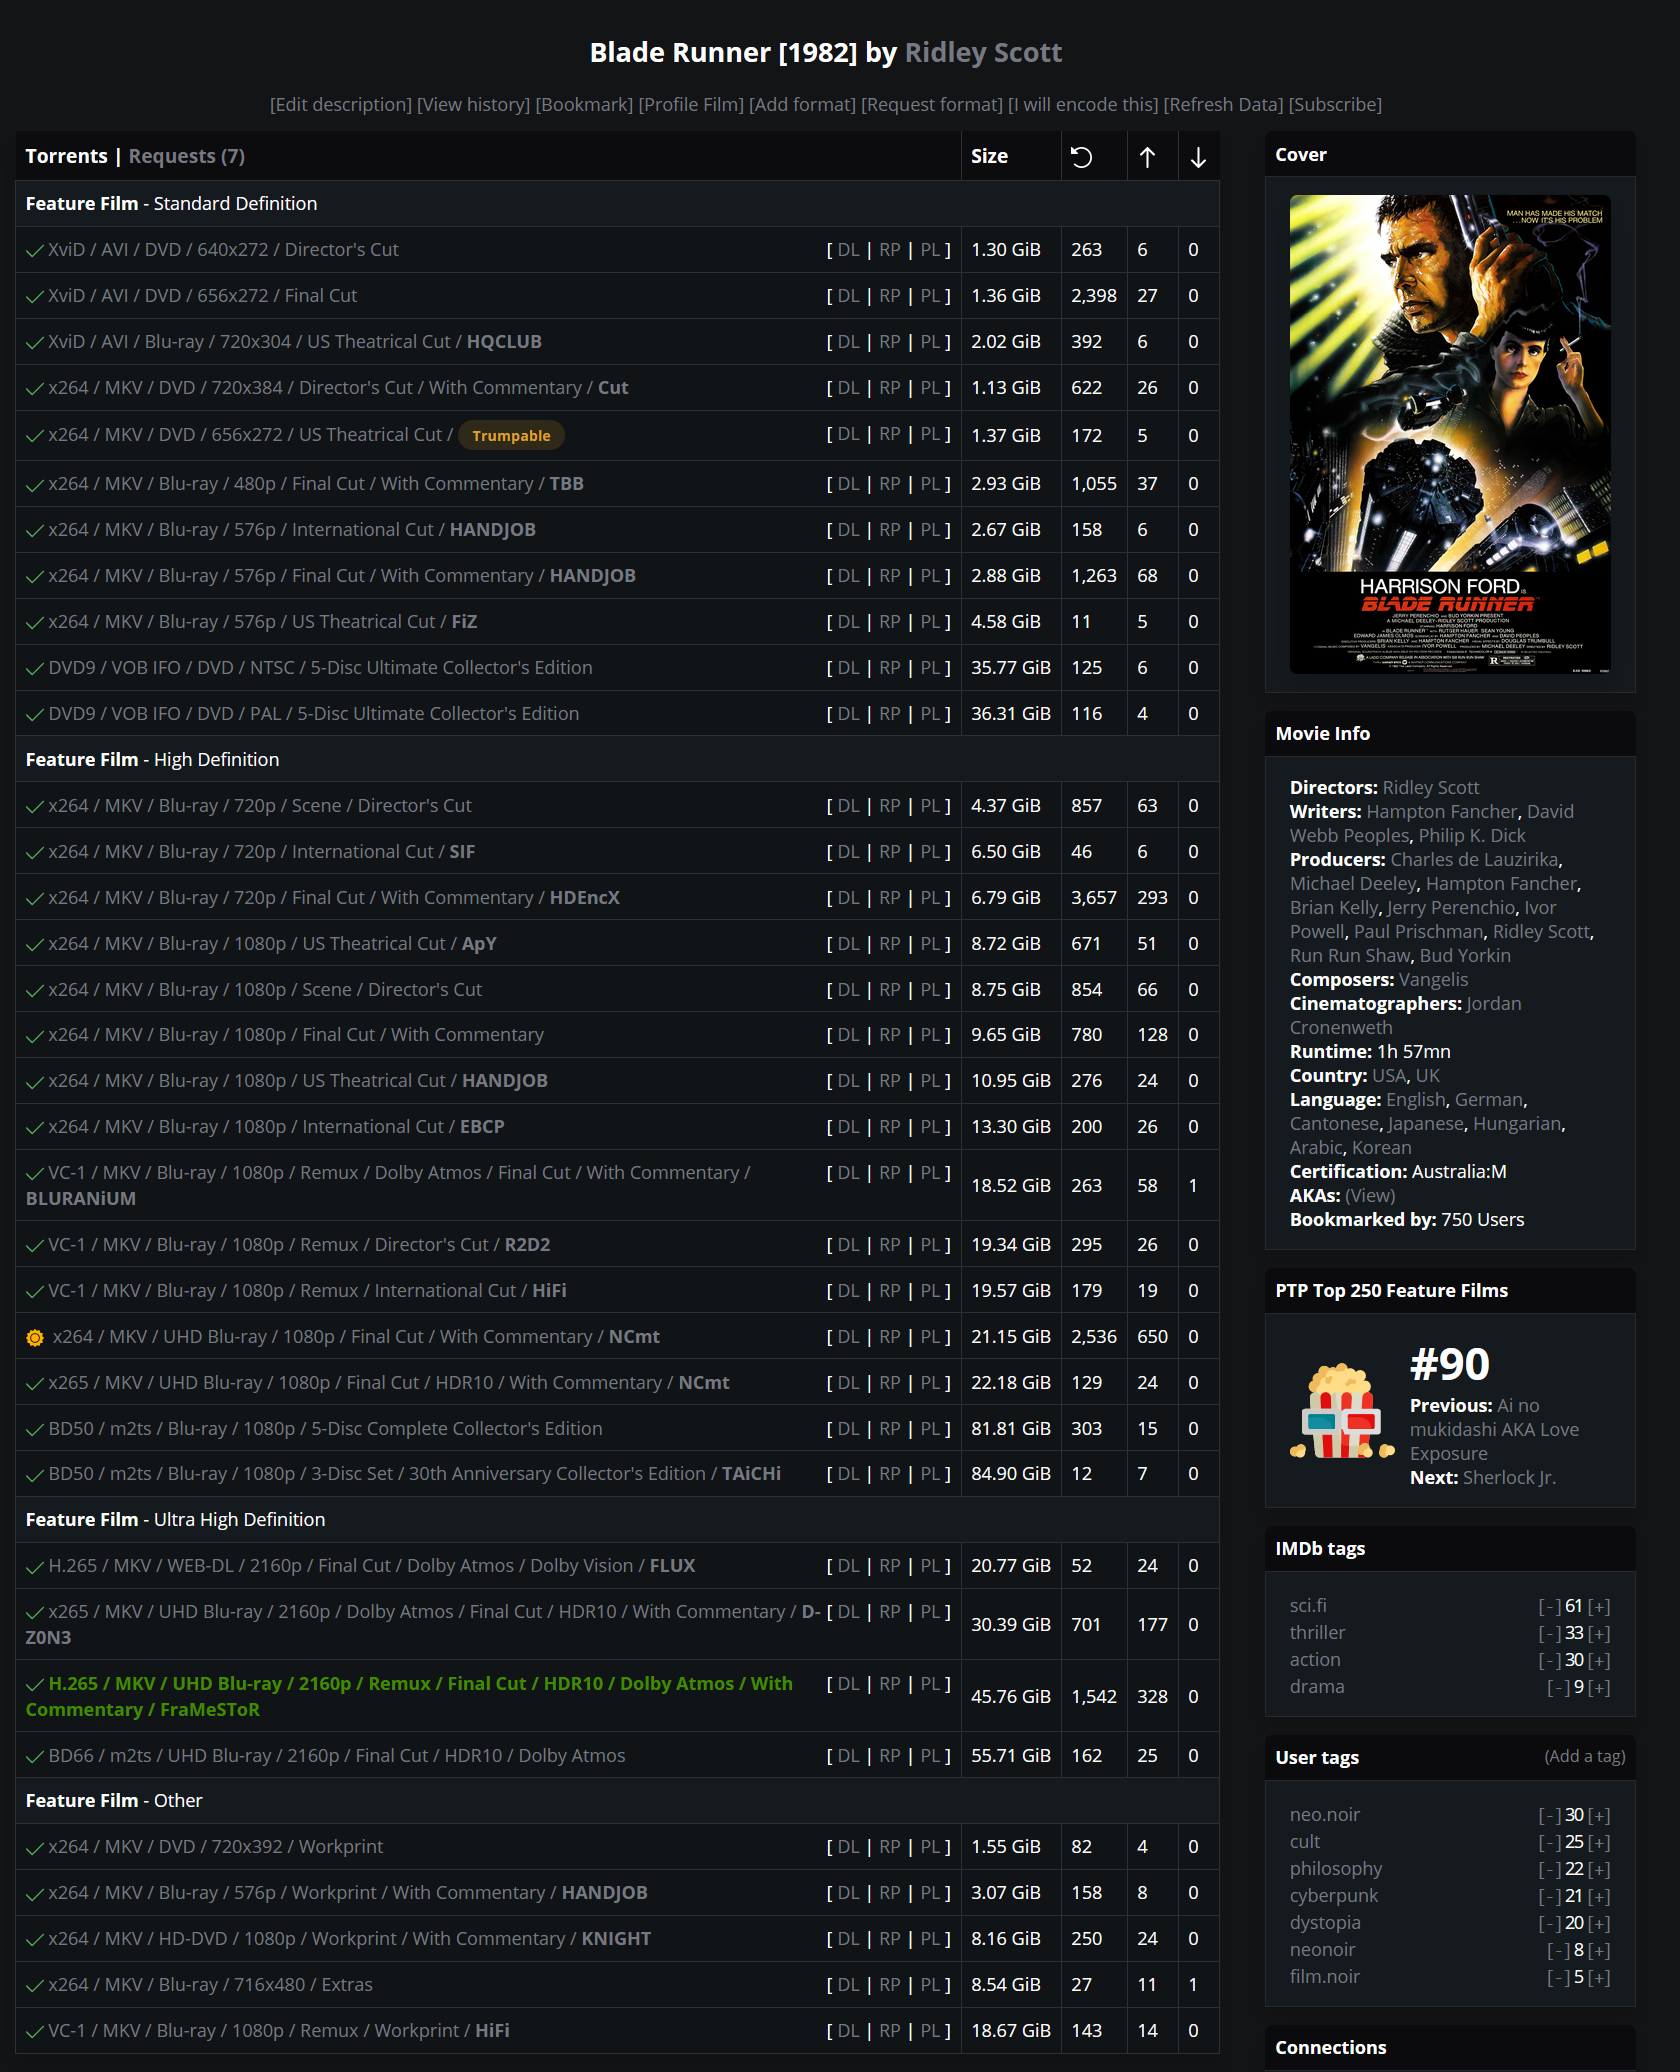 Blade Runner [1982] by Ridley Scott
[Edit description] [View history] [Bookmark] [Profile Film] [Add format] [Request format] [I will encode this] [Refresh Data] [Subscribe]
Torrents | Requests (7) Size
Feature Film - Standard Definition
XviD / AVI / DVD / 640x272 / Director's Cut [ DL | RP | PL ] 1.30 GiB 263 6 0
XviD / AVI / DVD / 656x272 / Final Cut [ DL | RP | PL ] 1.36 GiB 2,398 27 0
XviD / AVI / Blu-ray / 720x304 / US Theatrical Cut / HQCLUB [ DL | RP | PL ] 2.02 GiB 392 6 0
x264 / MKV / DVD / 720x384 / Director's Cut / With Commentary / Cut [ DL | RP | PL ] 1.13 GiB 622 26 0
x264 / MKV / DVD / 656x272 / US Theatrical Cut / Trumpable [ DL | RP | PL ] 1.37 GiB 172 5 0
x264 / MKV / Blu-ray / 480p / Final Cut / With Commentary / TBB [ DL | RP | PL ] 2.93 GiB 1,055 37 0
x264 / MKV / Blu-ray / 576p / International Cut / HANDJOB [ DL | RP | PL ] 2.67 GiB 158 6 0
x264 / MKV / Blu-ray / 576p / Final Cut / With Commentary / HANDJOB [ DL | RP | PL ] 2.88 GiB 1,263 68 0
x264 / MKV / Blu-ray / 576p / US Theatrical Cut / FiZ [ DL | RP | PL ] 4.58 GiB 11 5 0
DVD9 / VOB IFO / DVD / NTSC / 5-Disc Ultimate Collector's Edition [ DL | RP | PL ] 35.77 GiB 125 6 0
DVD9 / VOB IFO / DVD / PAL / 5-Disc Ultimate Collector's Edition [ DL | RP | PL ] 36.31 GiB 116 4 0
Feature Film - High Definition
x264 / MKV / Blu-ray / 720p / Scene / Director's Cut [ DL | RP | PL ] 4.37 GiB 857 63 0
x264 / MKV / Blu-ray / 720p / International Cut / SIF [ DL | RP | PL ] 6.50 GiB 46 6 0
x264 / MKV / Blu-ray / 720p / Final Cut / With Commentary / HDEncX [ DL | RP | PL ] 6.79 GiB 3,657 293 0
x264 / MKV / Blu-ray / 1080p / US Theatrical Cut / ApY [ DL | RP | PL ] 8.72 GiB 671 51 0
x264 / MKV / Blu-ray / 1080p / Scene / Director's Cut [ DL | RP | PL ] 8.75 GiB 854 66 0
x264 / MKV / Blu-ray / 1080p / Final Cut / With Commentary [ DL | RP | PL ] 9.65 GiB 780 128 0
x264 / MKV / Blu-ray / 1080p / US Theatrical Cut / HANDJOB [ DL | RP | PL ] 10.95 GiB 276 24 0
x264 / MKV / Blu-ray / 1080p / International Cut / EBCP [ DL | RP | PL ] 13.30 GiB 200 26 0
VC-1 / MKV / Blu-ray / 1080p / Remux / Dolby Atmos / Final Cut / With Commentary / [ DL | RP | PL ] 18.52 GiB 263 58 1
BLURANiUM
VC-1 / MKV / Blu-ray / 1080p / Remux / Director's Cut / R2D2 [ DL | RP | PL ] 19.34 GiB 295 26 0
VC-1 / MKV / Blu-ray / 1080p / Remux / International Cut / HiFi [ DL | RP | PL ] 19.57 GiB 179 19 0
x264 / MKV / UHD Blu-ray / 1080p / Final Cut / With Commentary / NCmt [ DL | RP | PL ] 21.15 GiB 2,536 650 0
x265 / MKV / UHD Blu-ray / 1080p / Final Cut / HDR10 / With Commentary / NCmt [ DL | RP | PL ] 22.18 GiB 129 24 0
BD50 / m2ts / Blu-ray / 1080p / 5-Disc Complete Collector's Edition [ DL | RP | PL ] 81.81 GiB 303 15 0
BD50 / m2ts / Blu-ray / 1080p / 3-Disc Set / 30th Anniversary Collector's Edition / TAiCHi [ DL | RP | PL ] 84.90 GiB 12 7 0
Feature Film - Ultra High Definition
H.265 / MKV / WEB-DL / 2160p / Final Cut / Dolby Atmos / Dolby Vision / FLUX [ DL | RP | PL ] 20.77 GiB 52 24 0
x265 / MKV / UHD Blu-ray / 2160p / Dolby Atmos / Final Cut / HDR10 / With Commentary / D- [ DL | RP | PL ] 30.39 GiB 701 177 0
Z0N3
H.265 / MKV / UHD Blu-ray / 2160p / Remux / Final Cut / HDR10 / Dolby Atmos / With [ DL | RP | PL ] 45.76 GiB 1,542 328 0
Commentary / FraMeSToR
BD66 / m2ts / UHD Blu-ray / 2160p / Final Cut / HDR10 / Dolby Atmos [ DL | RP | PL ] 55.71 GiB 162 25 0
Feature Film - Other
x264 / MKV / DVD / 720x392 / Workprint [ DL | RP | PL ] 1.55 GiB 82 4 0
x264 / MKV / Blu-ray / 576p / Workprint / With Commentary / HANDJOB [ DL | RP | PL ] 3.07 GiB 158 8 0
x264 / MKV / HD-DVD / 1080p / Workprint / With Commentary / KNIGHT [ DL | RP | PL ] 8.16 GiB 250 24 0
x264 / MKV / Blu-ray / 716x480 / Extras [ DL | RP | PL ] 8.54 GiB 27 11 1
VC-1 / MKV / Blu-ray / 1080p / Remux / Workprint / HiFi [ DL | RP | PL ] 18.67 GiB 143 14 0
Cover
MAN HAS MADE HIS MATCH
...NOW IT'S HIS PROBLEM
HARRISON FORD IS
BLADE RUNNER
JERRY PERENCHIO AND BUD YORKIN PRESENT
A MICHAEL DEELEY-RIDLEY SCOTT PRODUCTION
STARRING HARRISON FORD
Movie Info
Directors: Ridley Scott
Writers: Hampton Fancher, David
Webb Peoples, Philip K. Dick
Producers: Charles de Lauzirika,
Michael Deeley, Hampton Fancher,
Brian Kelly, Jerry Perenchio, Ivor
Powell, Paul Prischman, Ridley Scott,
Run Run Shaw, Bud Yorkin
Composers: Vangelis
Cinematographers: Jordan
Cronenweth
Runtime: 1h 57mn
Country: USA, UK
Language: English, German,
Cantonese, Japanese, Hungarian,
Arabic, Korean
Certification: Australia:M
AKAs: (View)
Bookmarked by: 750 Users
PTP Top 250 Feature Films
#90
Previous: Ai no
mukidashi AKA Love
Exposure
Next: Sherlock Jr.
IMDb tags
sci.fi [-] 61 [+]
thriller [-] 33 [+]
action [-] 30 [+]
drama [-] 9 [+]
User tags (Add a tag)
neo.noir [-] 30 [+]
cult [-] 25 [+]
philosophy [-] 22 [+]
cyberpunk [-] 21 [+]
dystopia [-] 20 [+]
neonoir [-] 8 [+]
film.noir [-] 5 [+]
Connections